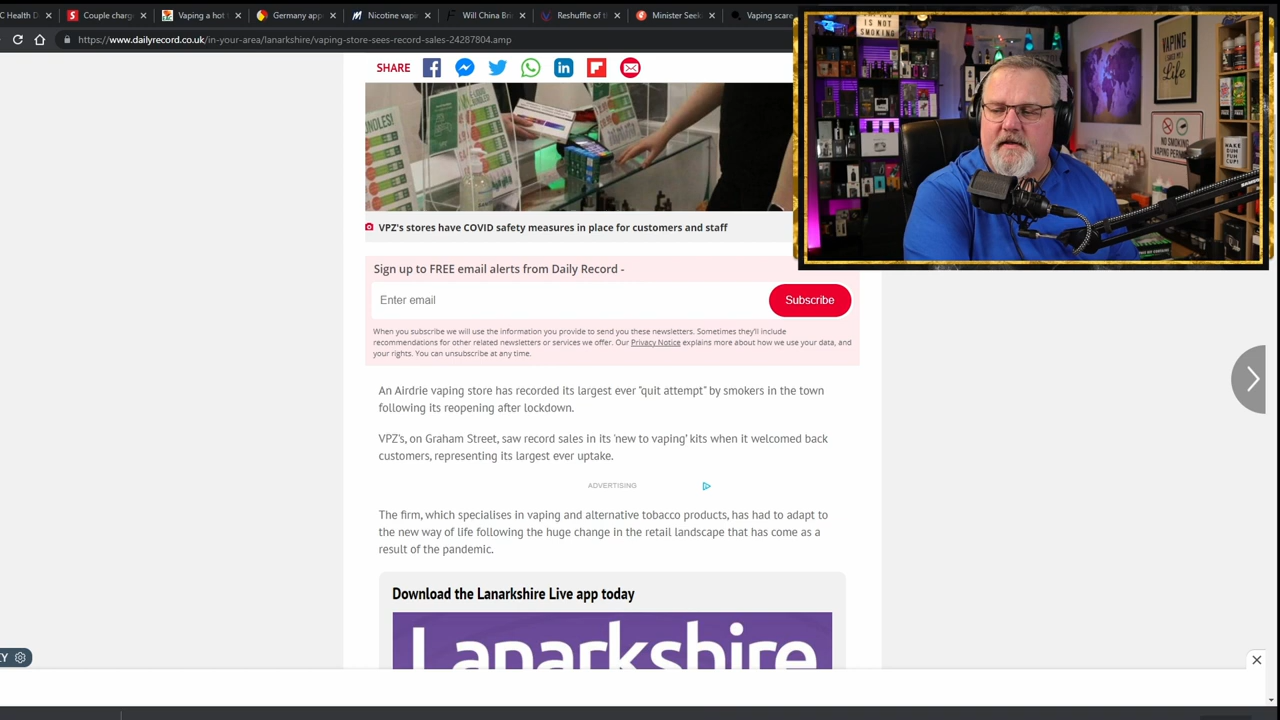 C Health D
Couple chang
Vaping a hot
Germany app
Nicotine vapi
Will China Br
Reshuffle of t
Minister Seek
Vaping scare
https://www.dailyrecord.co.uk/in-your-area/lanarkshire/vaping-store-sees-record-sales-24287804.amp
IS NOT
SMOKING
VAPING
Life
NO SMOKING
SHARE
VPZ's stores have COVID safety measures in place for customers and staff
Sign up to FREE email alerts from Daily Record -
Enter email
Subscribe
When you subscribe we will use the information you provide to send you these newsletters. Sometimes they'll include
recommendations for other related newsletters or services we offer. Our Privacy Notice explains more about how we use your data, and
your rights. You can unsubscribe at any time.
An Airdrie vaping store has recorded its largest ever "quit attempt" by smokers in the town
following its reopening after lockdown.
VPZ's, on Graham Street, saw record sales in its 'new to vaping' kits when it welcomed back
customers, representing its largest ever uptake.
ADVERTISING
The firm, which specialises in vaping and alternative tobacco products, has had to adapt to
the new way of life following the huge change in the retail landscape that has come as a
result of the pandemic.
Download the Lanarkshire Live app today
Lanarkshire